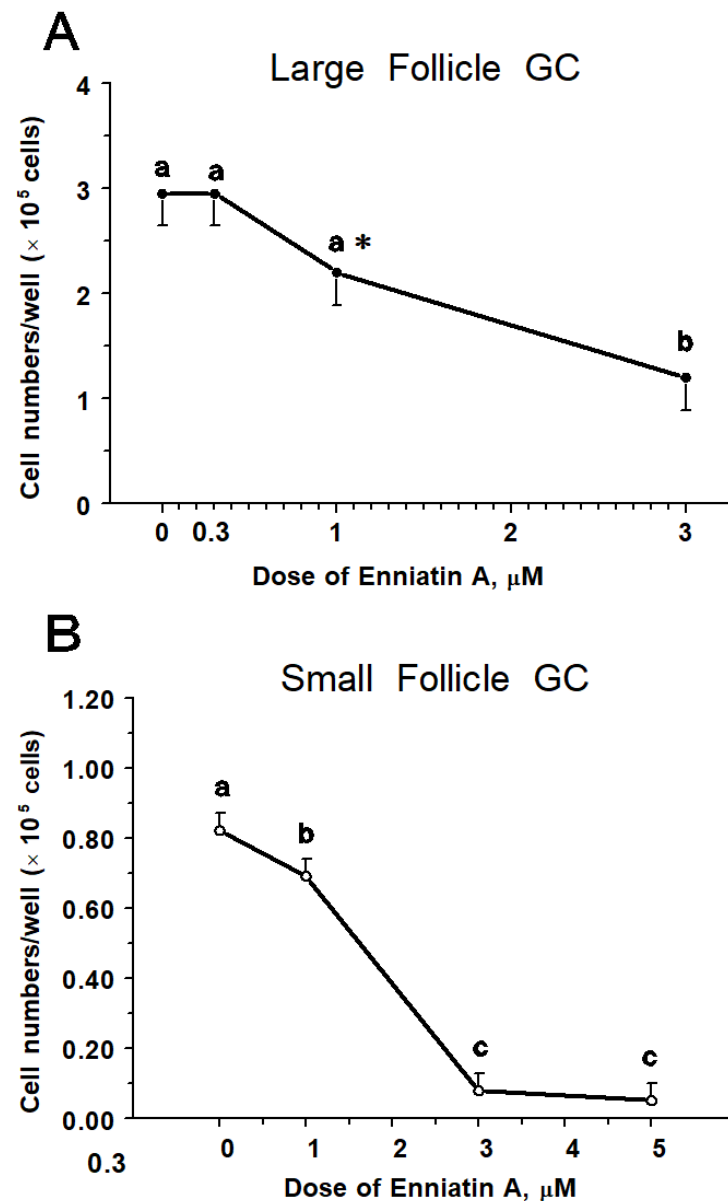 A
Large Follicle GC
Cell numbers/well (× 10⁵ cells)
4
3
2
1
0
a
a
a *
b
0 0.3 1 2 3
Dose of Enniatin A, μM
B
Small Follicle GC
Cell numbers/well (× 10⁵ cells)
1.20
1.00
0.80
0.60
0.40
0.20
0.00
a
b
c
c
0 1 2 3 4 5
0.3
Dose of Enniatin A, μM